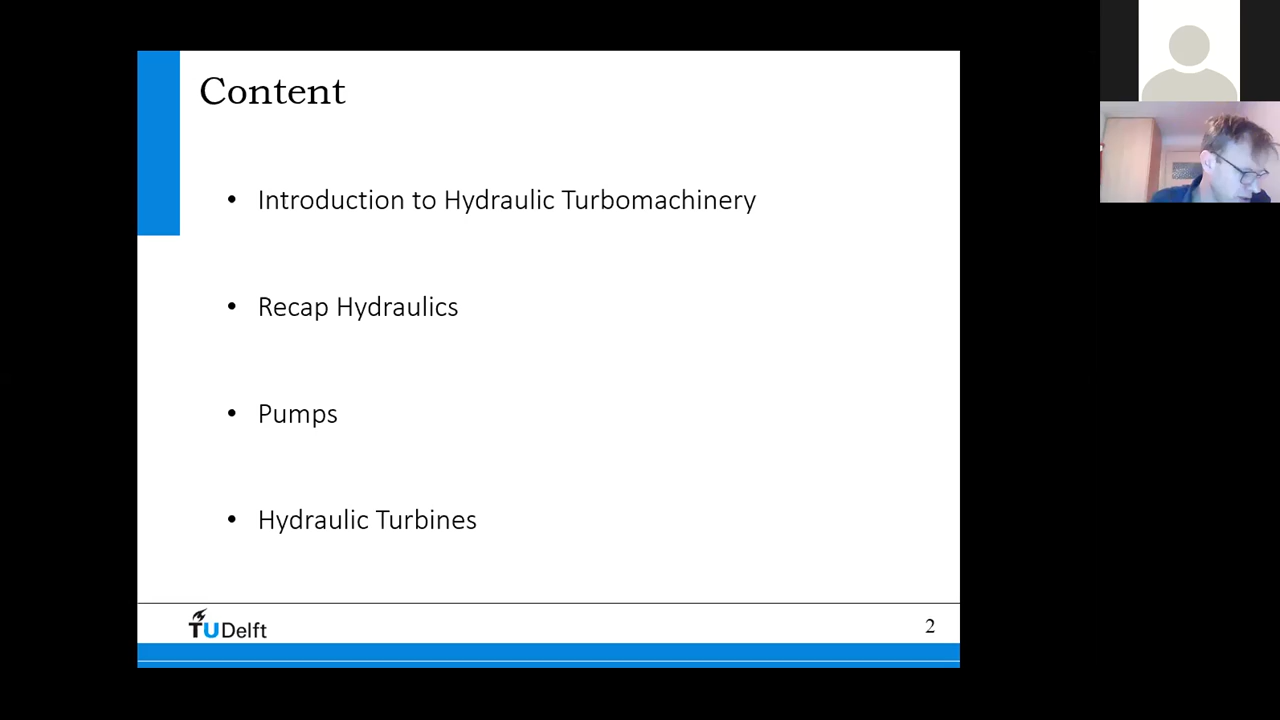 Content
• Introduction to Hydraulic Turbomachinery
• Recap Hydraulics
• Pumps
• Hydraulic Turbines
TUDelft
2